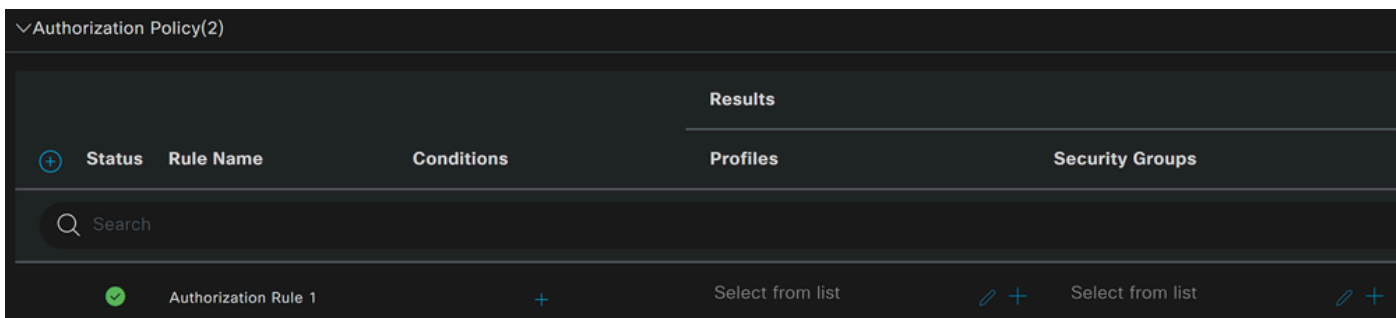 Authorization Policy(2)
Results
Status Rule Name Conditions Profiles Security Groups
Search
Authorization Rule 1 Select from list Select from list